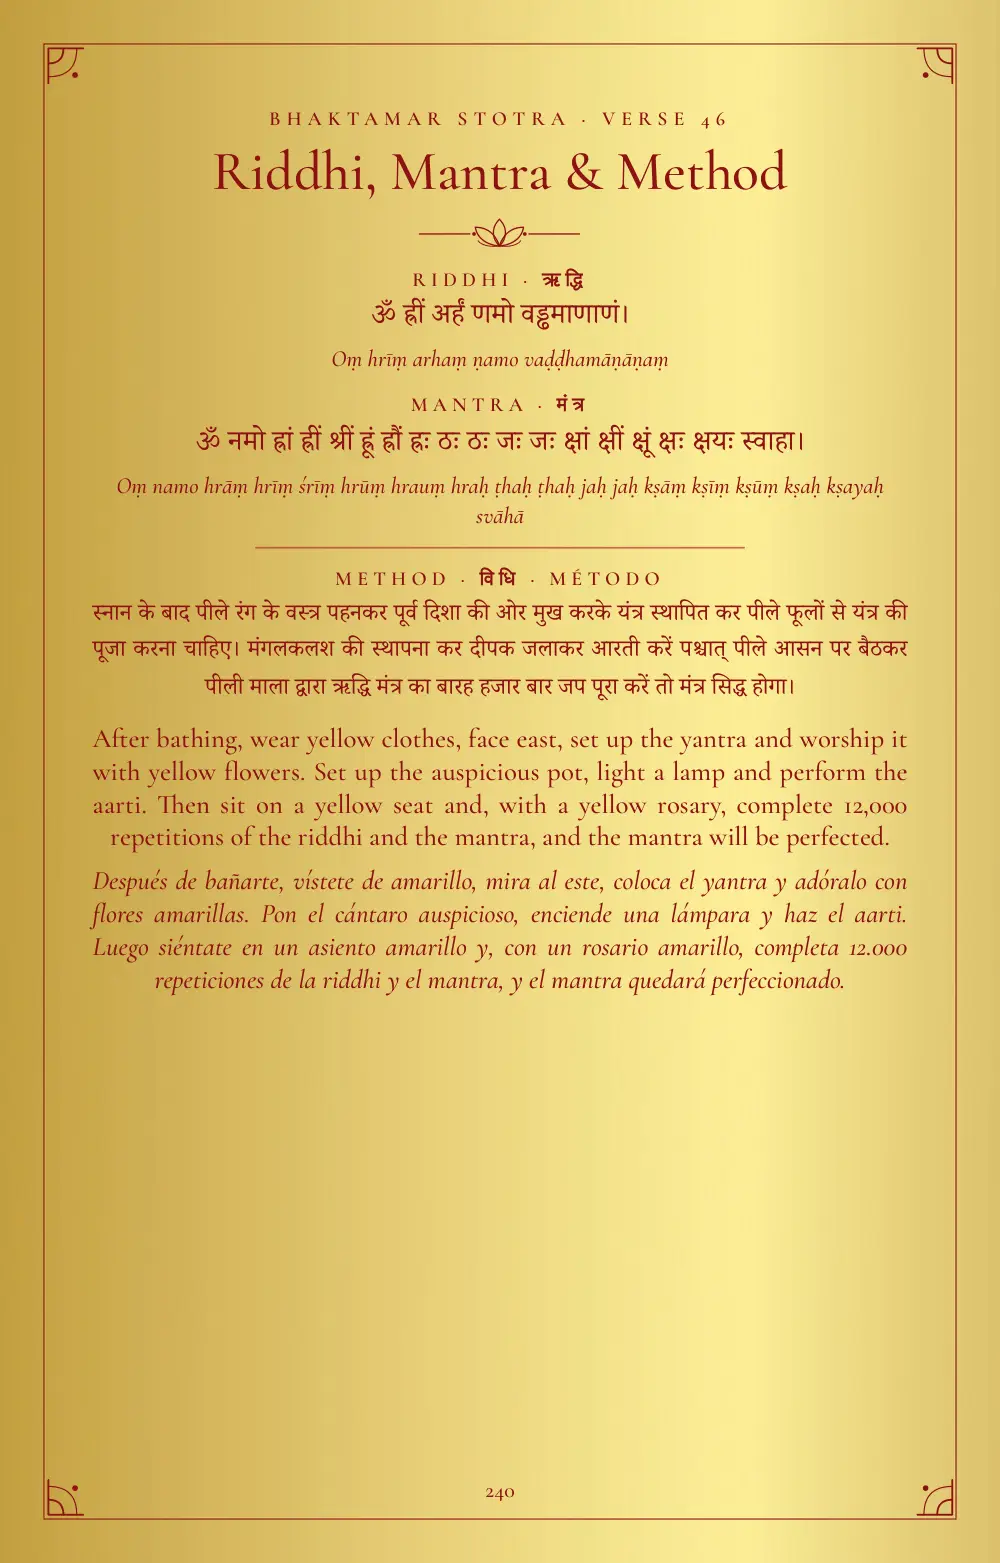 BHAKTAMAR STOTRA · VERSE 46
Riddhi, Mantra & Method
RIDDHI · ऋद्धि
ॐ ह्रीं अर्हं णमो वड्ढमाणाणं।
Oṃ hrīṃ arhaṃ ṇamo vaḍḍhamāṇāṇaṃ
MANTRA · मंत्र
ॐ नमो ह्रां ह्रीं श्रीं ह्रूं ह्रौं ह्रः ठः ठः जः जः क्षां क्षीं क्षूं क्षः क्षयः स्वाहा।
Oṃ namo hrāṃ hrīṃ śrīṃ hrūṃ hrauṃ hraḥ ṭhaḥ ṭhaḥ jaḥ jaḥ kṣāṃ kṣīṃ kṣūṃ kṣaḥ kṣayaḥ
svāhā
METHOD · विधि · MÉTODO
स्नान के बाद पीले रंग के वस्त्र पहनकर पूर्व दिशा की ओर मुख करके यंत्र स्थापित कर पीले फूलों से यंत्र की
पूजा करना चाहिए। मंगलकलश की स्थापना कर दीपक जलाकर आरती करें पश्चात् पीले आसन पर बैठकर
पीली माला द्वारा ऋद्धि मंत्र का बारह हजार बार जप पूरा करें तो मंत्र सिद्ध होगा।
After bathing, wear yellow clothes, face east, set up the yantra and worship it
with yellow flowers. Set up the auspicious pot, light a lamp and perform the
aarti. Then sit on a yellow seat and, with a yellow rosary, complete 12,000
repetitions of the riddhi and the mantra, and the mantra will be perfected.
Después de bañarte, vístete de amarillo, mira al este, coloca el yantra y adóralo con
flores amarillas. Pon el cántaro auspicioso, enciende una lámpara y haz el aarti.
Luego siéntate en un asiento amarillo y, con un rosario amarillo, completa 12.000
repeticiones de la riddhi y el mantra, y el mantra quedará perfeccionado.
240